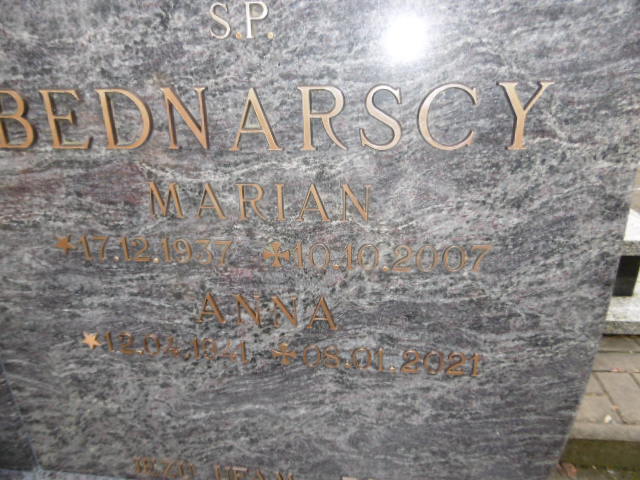 S.P.
BEDNARSCY
MARIAN
17.12.1937 10.10.2007
ANNA
12.04.1941 08.01.2021